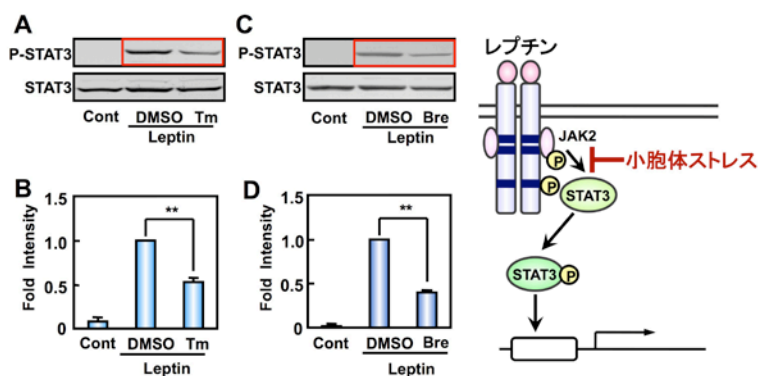 A
P-STAT3
STAT3
Cont DMSO Tm
Leptin
C
P-STAT3
STAT3
Cont DMSO Bre
Leptin
B
Fold Intensity
1.5
1.0
0.5
0
**
Cont DMSO Tm
Leptin
D
Fold Intensity
1.5
1.0
0.5
0
**
Cont DMSO Bre
Leptin
レプチン
JAK2
P
小胞体ストレス
P
STAT3
STAT3 P